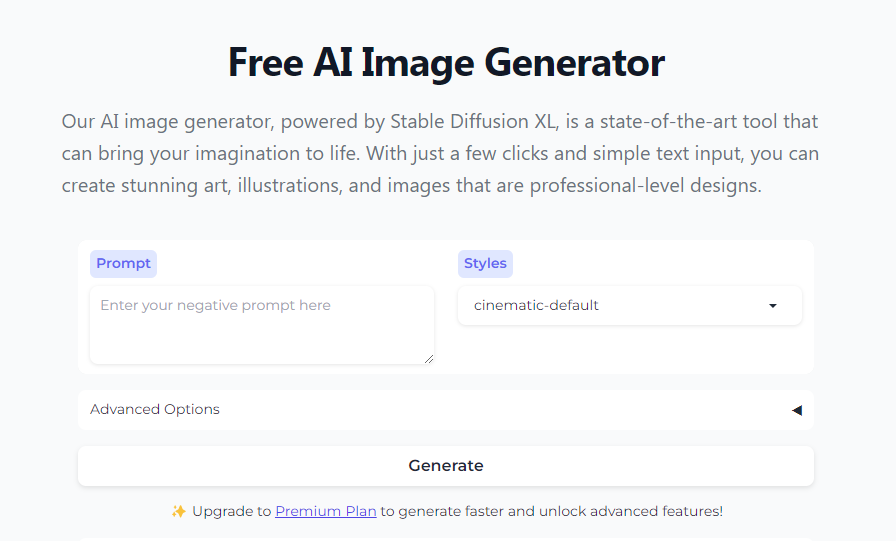 Free AI Image Generator
Our AI image generator, powered by Stable Diffusion XL, is a state-of-the-art tool that
can bring your imagination to life. With just a few clicks and simple text input, you can
create stunning art, illustrations, and images that are professional-level designs.
Prompt
Enter your negative prompt here
Styles
cinematic-default
Advanced Options
Generate
✨ Upgrade to Premium Plan to generate faster and unlock advanced features!